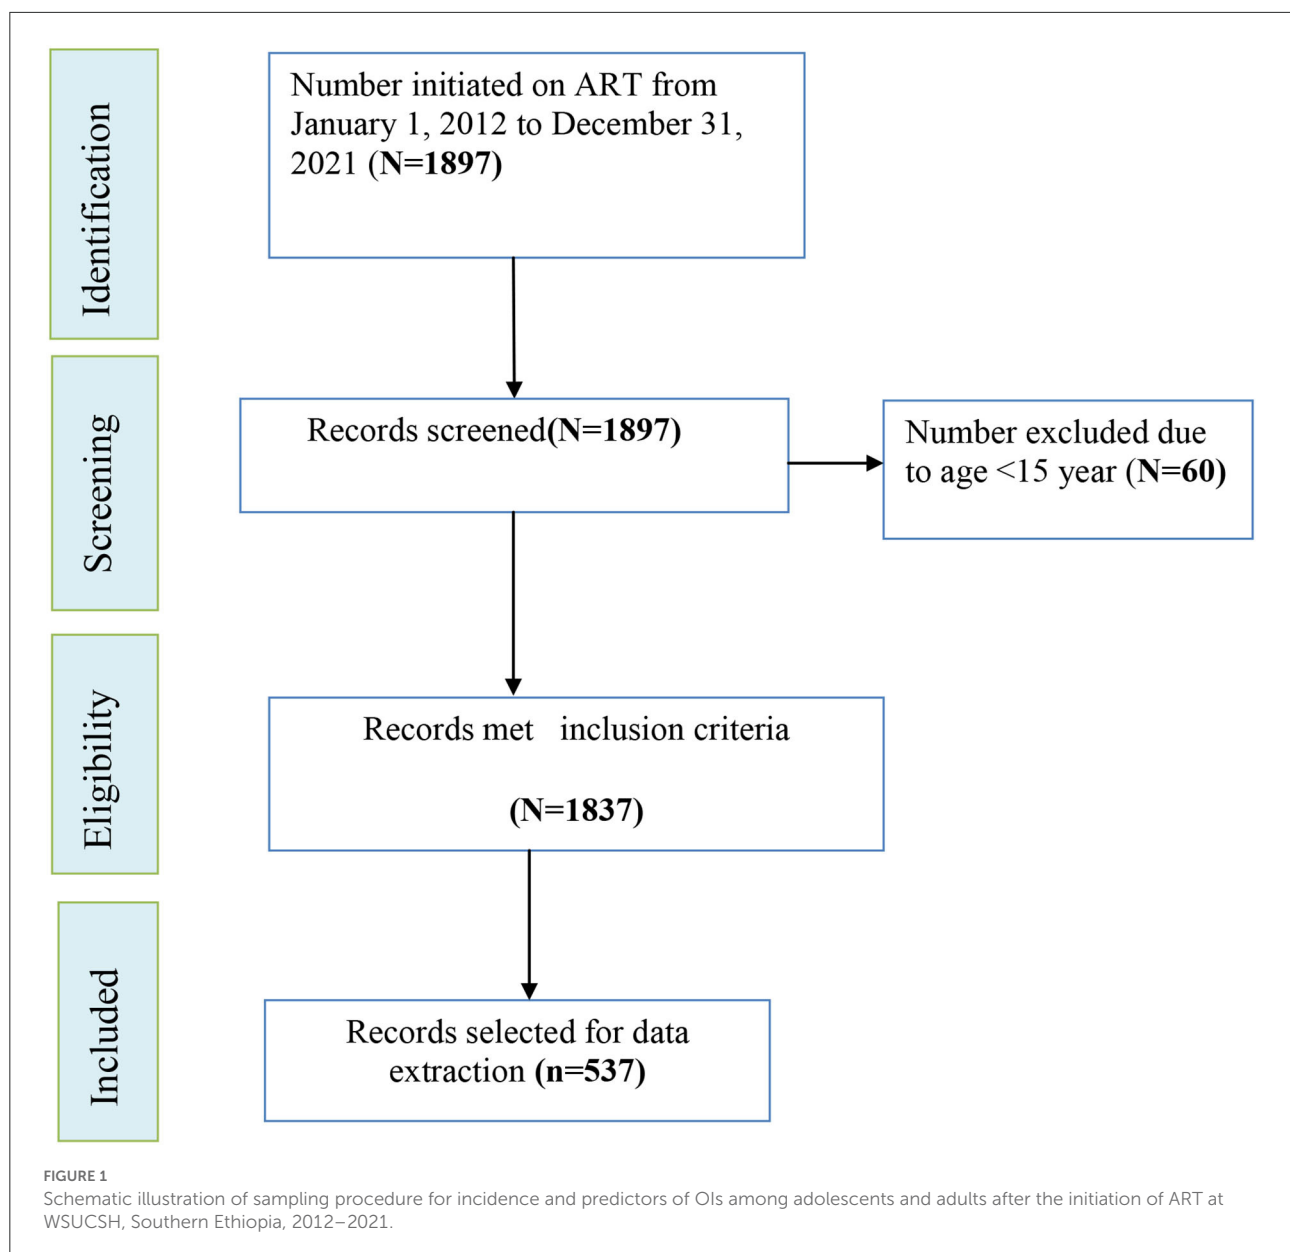 Identification
Number initiated on ART from
January 1, 2012 to December 31,
2021 (N=1897)
Screening
Records screened(N=1897)
Number excluded due
to age <15 year (N=60)
Eligibility
Records met inclusion criteria
(N=1837)
Included
Records selected for data
extraction (n=537)
FIGURE 1
Schematic illustration of sampling procedure for incidence and predictors of OIs among adolescents and adults after the initiation of ART at
WSUCSH, Southern Ethiopia, 2012–2021.